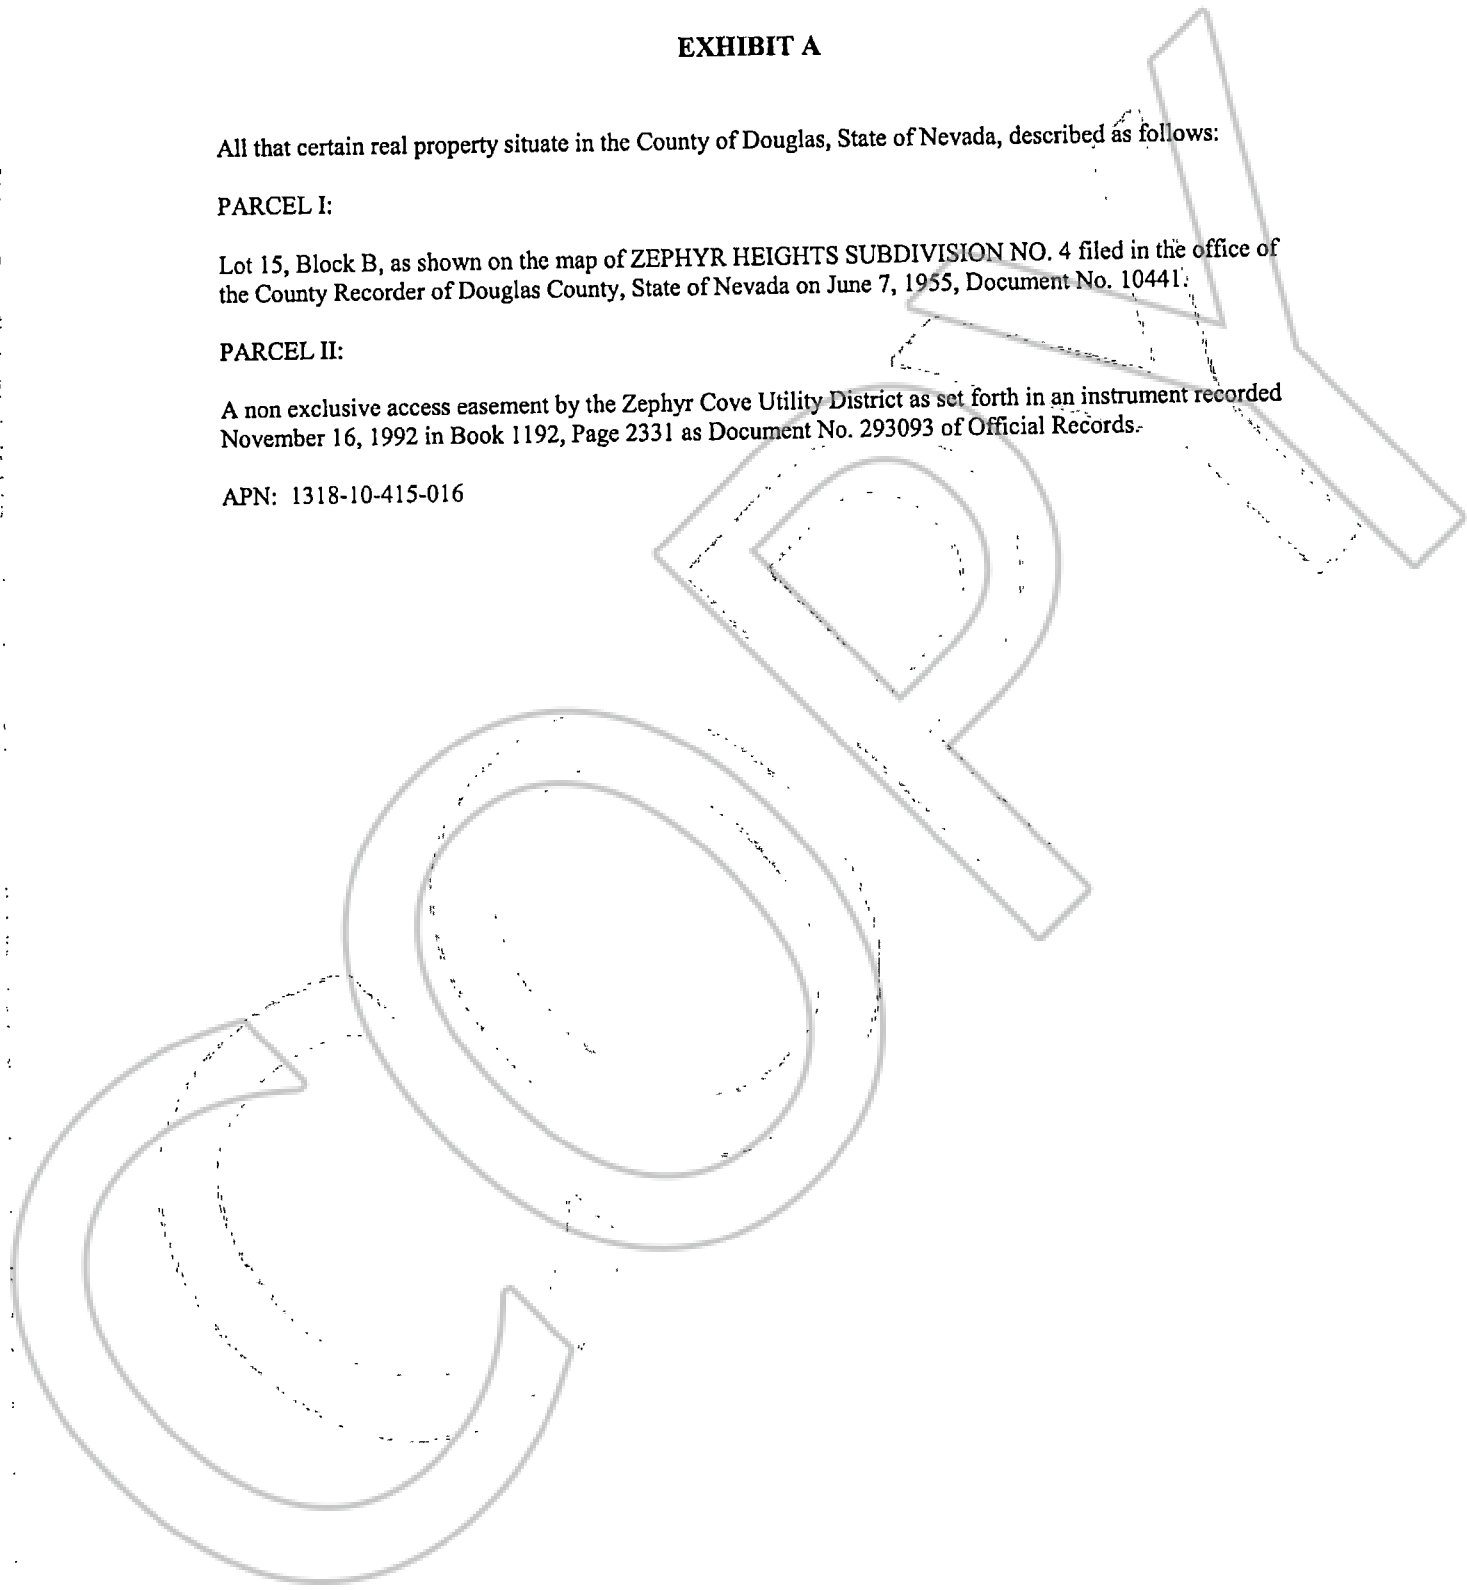 EXHIBIT A
All that certain real property situate in the County of Douglas, State of Nevada, described as follows:
PARCEL I:
Lot 15, Block B, as shown on the map of ZEPHYR HEIGHTS SUBDIVISION NO. 4 filed in the office of
the County Recorder of Douglas County, State of Nevada on June 7, 1955, Document No. 10441.
PARCEL II:
A non exclusive access easement by the Zephyr Cove Utility District as set forth in an instrument recorded
November 16, 1992 in Book 1192, Page 2331 as Document No. 293093 of Official Records.
APN: 1318-10-415-016
COPY